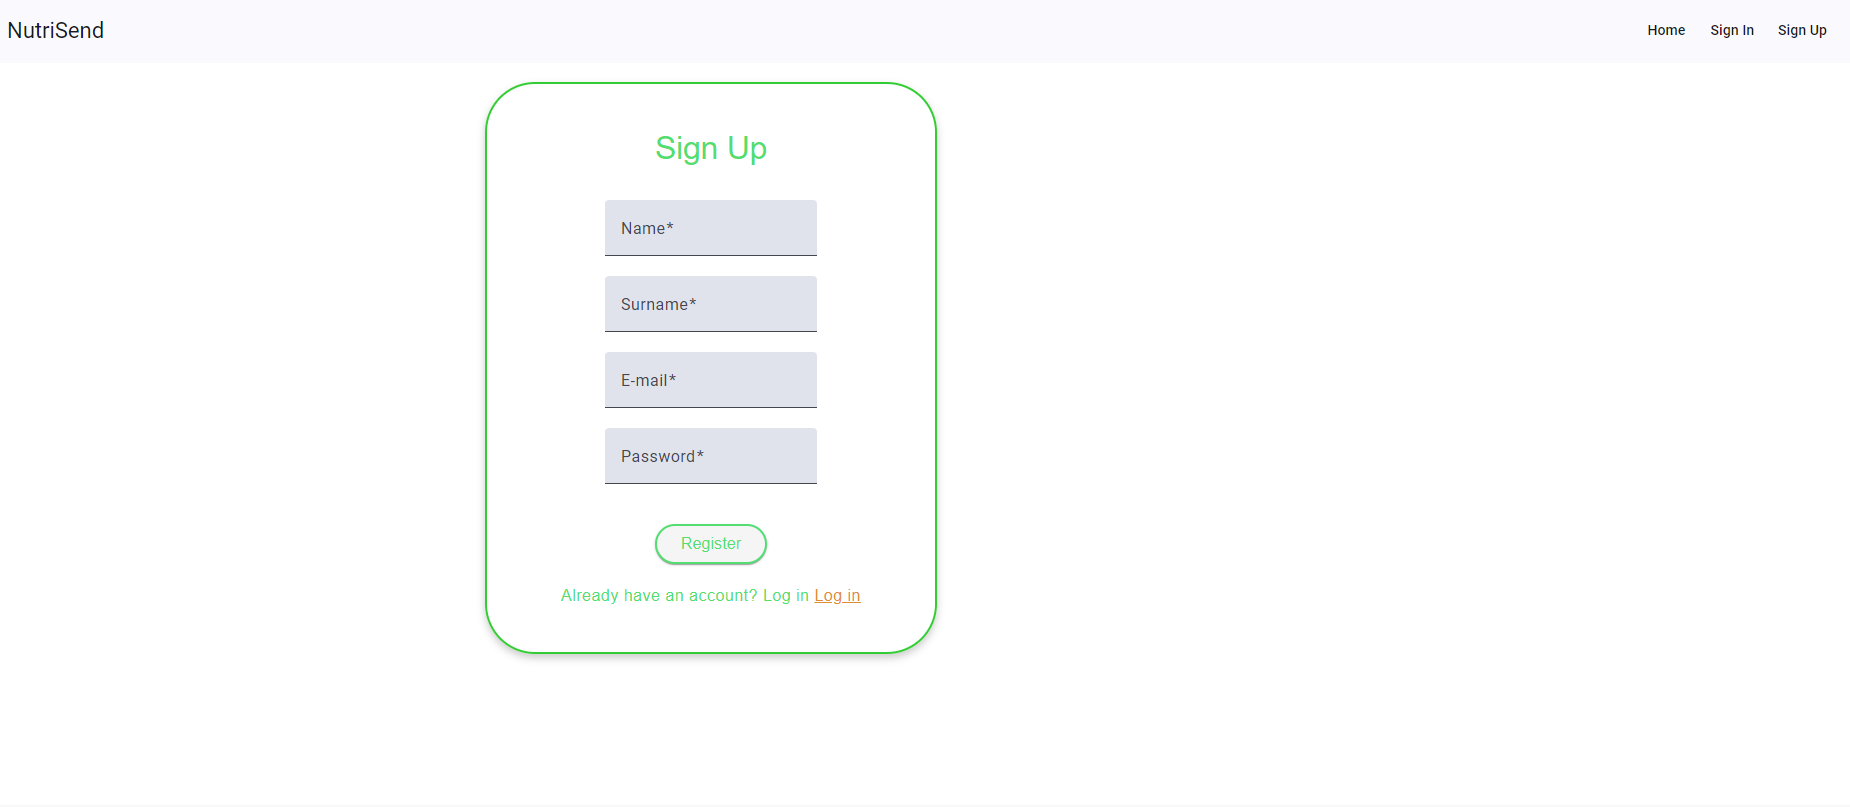 NutriSend
Home Sign In Sign Up
Sign Up
Name*
Surname*
E-mail*
Password*
Register
Already have an account? Log in Log in